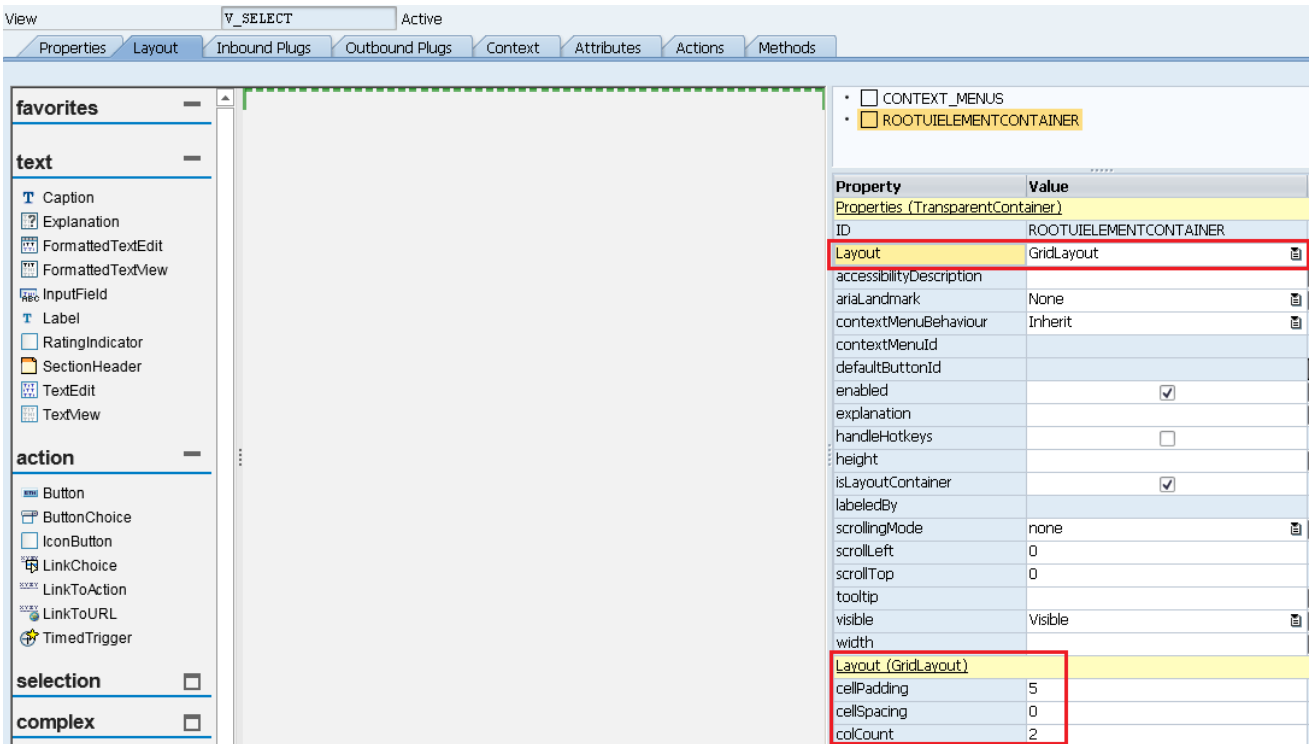 View V_SELECT Active
Properties Layout Inbound Plugs Outbound Plugs Context Attributes Actions Methods
favorites
text
Caption
Explanation
FormattedTextEdit
FormattedTextView
InputField
Label
RatingIndicator
SectionHeader
TextEdit
TextView
action
Button
ButtonChoice
IconButton
LinkChoice
LinkToAction
LinkToURL
TimedTrigger
selection
complex
CONTEXT_MENUS
ROOTUIELEMENTCONTAINER
Property Value
Properties (TransparentContainer)
ID ROOTUIELEMENTCONTAINER
Layout GridLayout
accessibilityDescription
ariaLandmark None
contextMenuBehaviour Inherit
contextMenuId
defaultButtonId
enabled
explanation
handleHotkeys
height
isLayoutContainer
labeledBy
scrollingMode none
scrollLeft 0
scrollTop 0
tooltip
visible Visible
width
Layout (GridLayout)
cellPadding 5
cellSpacing 0
colCount 2